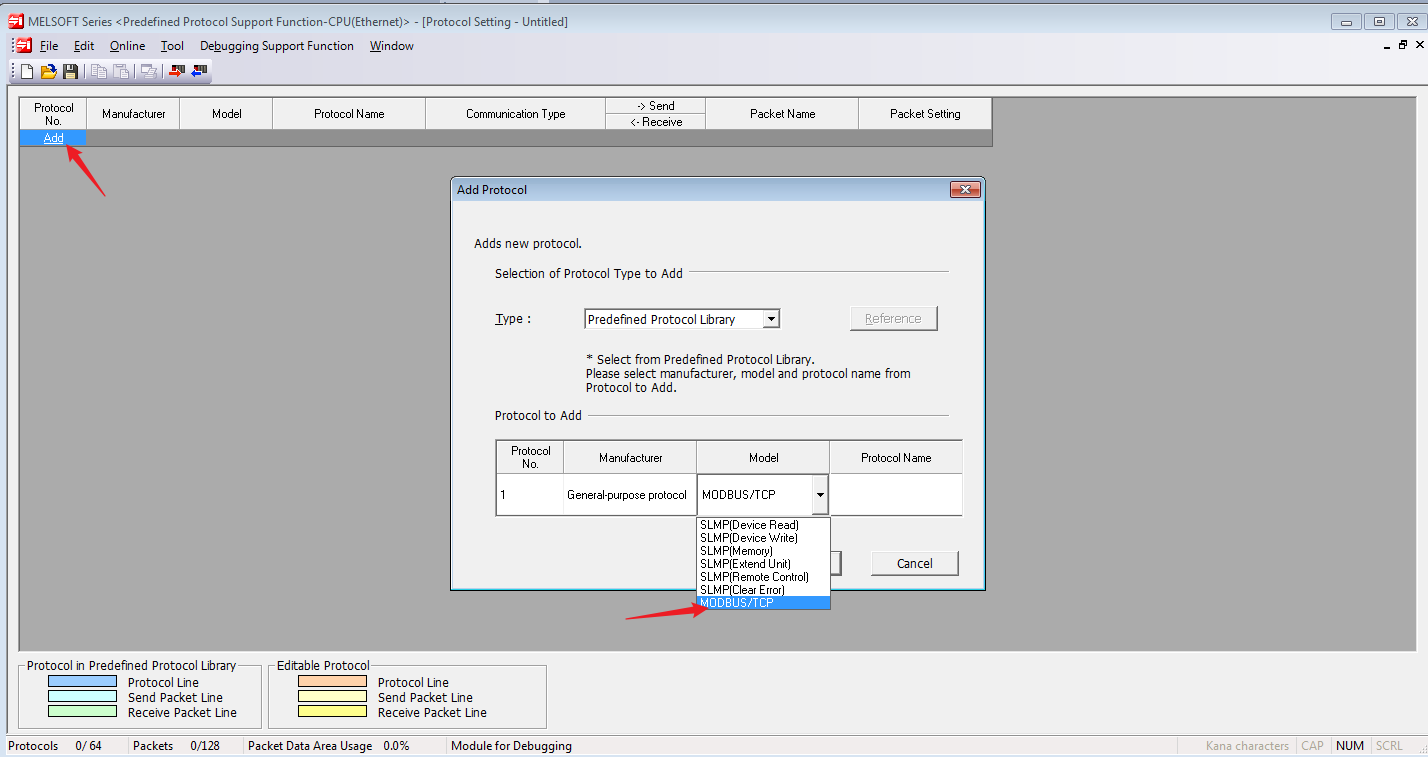 MELSOFT Series <Predefined Protocol Support Function-CPU(Ethernet)> - [Protocol Setting - Untitled]
File Edit Online Tool Debugging Support Function Window
Protocol No. Manufacturer Model Protocol Name Communication Type -> Send <- Receive Packet Name Packet Setting
Add
Add Protocol
Adds new protocol.
Selection of Protocol Type to Add
Type : Predefined Protocol Library Reference
* Select from Predefined Protocol Library.
Please select manufacturer, model and protocol name from
Protocol to Add.
Protocol to Add
Protocol No. Manufacturer Model Protocol Name
1 General-purpose protocol MODBUS/TCP
SLMP(Device Read)
SLMP(Device Write)
SLMP(Memory)
SLMP(Extend Unit)
SLMP(Remote Control)
SLMP(Clear Error)
MODBUS/TCP
Cancel
Protocol in Predefined Protocol Library
Protocol Line
Send Packet Line
Receive Packet Line
Editable Protocol
Protocol Line
Send Packet Line
Receive Packet Line
Protocols 0/ 64 Packets 0/128 Packet Data Area Usage 0.0% Module for Debugging Kana characters CAP NUM SCRL